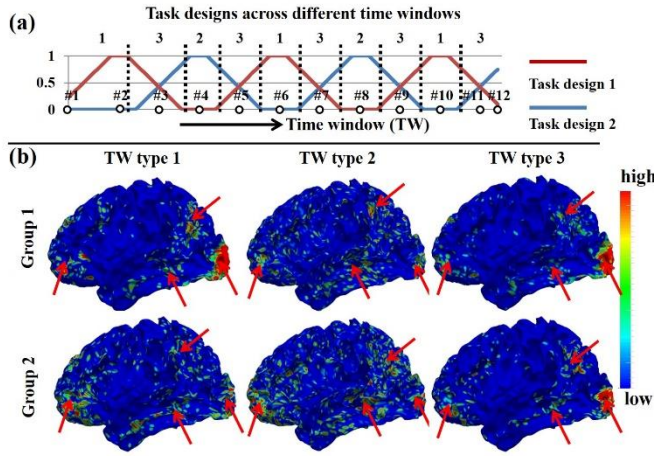 Task designs across different time windows
(a)
1 3 2 3 1 3 2 3 1 3
1
0.5
0
#1 #2 #3 #4 #5 #6 #7 #8 #9 #10 #11 #12
Time window (TW)
Task design 1
Task design 2
(b)
TW type 1 TW type 2 TW type 3
Group 1
Group 2
high
low